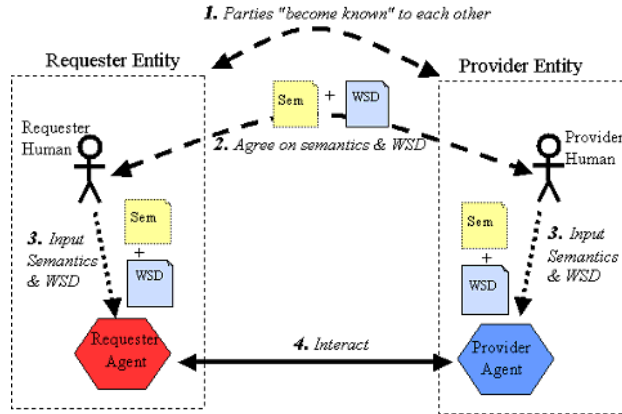 1. Parties "become known" to each other
Requester Entity
Provider Entity
Sem
+
WSD
Requester
Human
Provider
Human
2. Agree on semantics & WSD
Sem
+
WSD
3. Input
Semantics
& WSD
Sem
+
WSD
3. Input
Semantics
& WSD
Requester
Agent
4. Interact
Provider
Agent